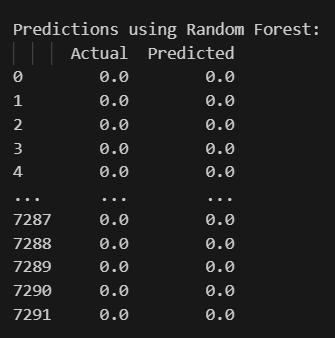 Predictions using Random Forest:
Actual Predicted
0 0.0 0.0
1 0.0 0.0
2 0.0 0.0
3 0.0 0.0
4 0.0 0.0
... ... ...
7287 0.0 0.0
7288 0.0 0.0
7289 0.0 0.0
7290 0.0 0.0
7291 0.0 0.0